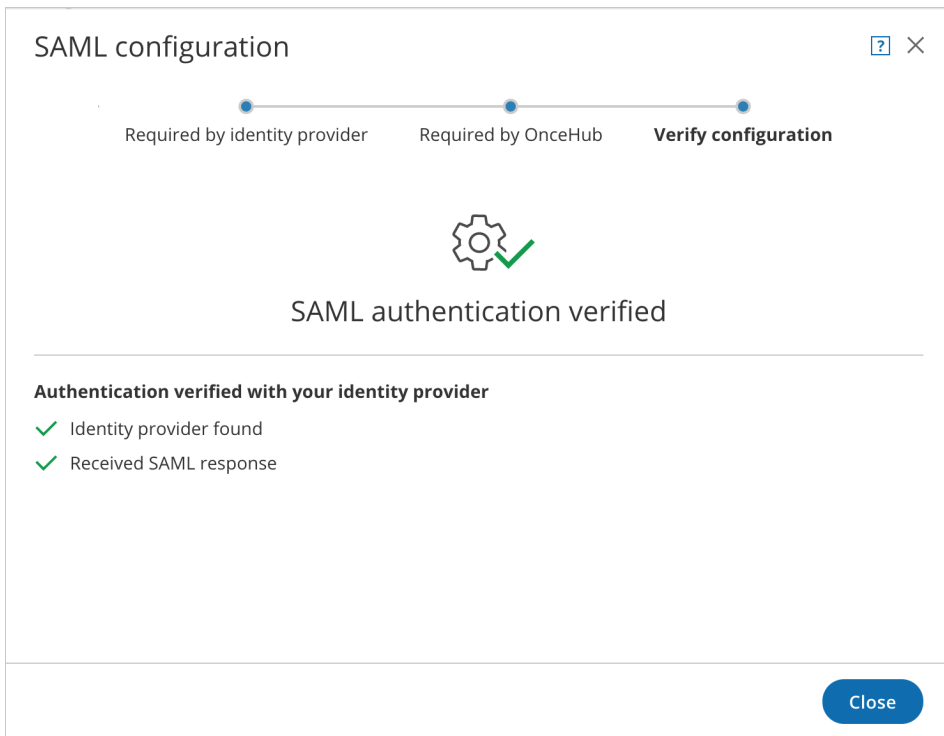 SAML configuration
?
Required by identity provider
Required by OnceHub
Verify configuration
SAML authentication verified
Authentication verified with your identity provider
Identity provider found
Received SAML response
Close